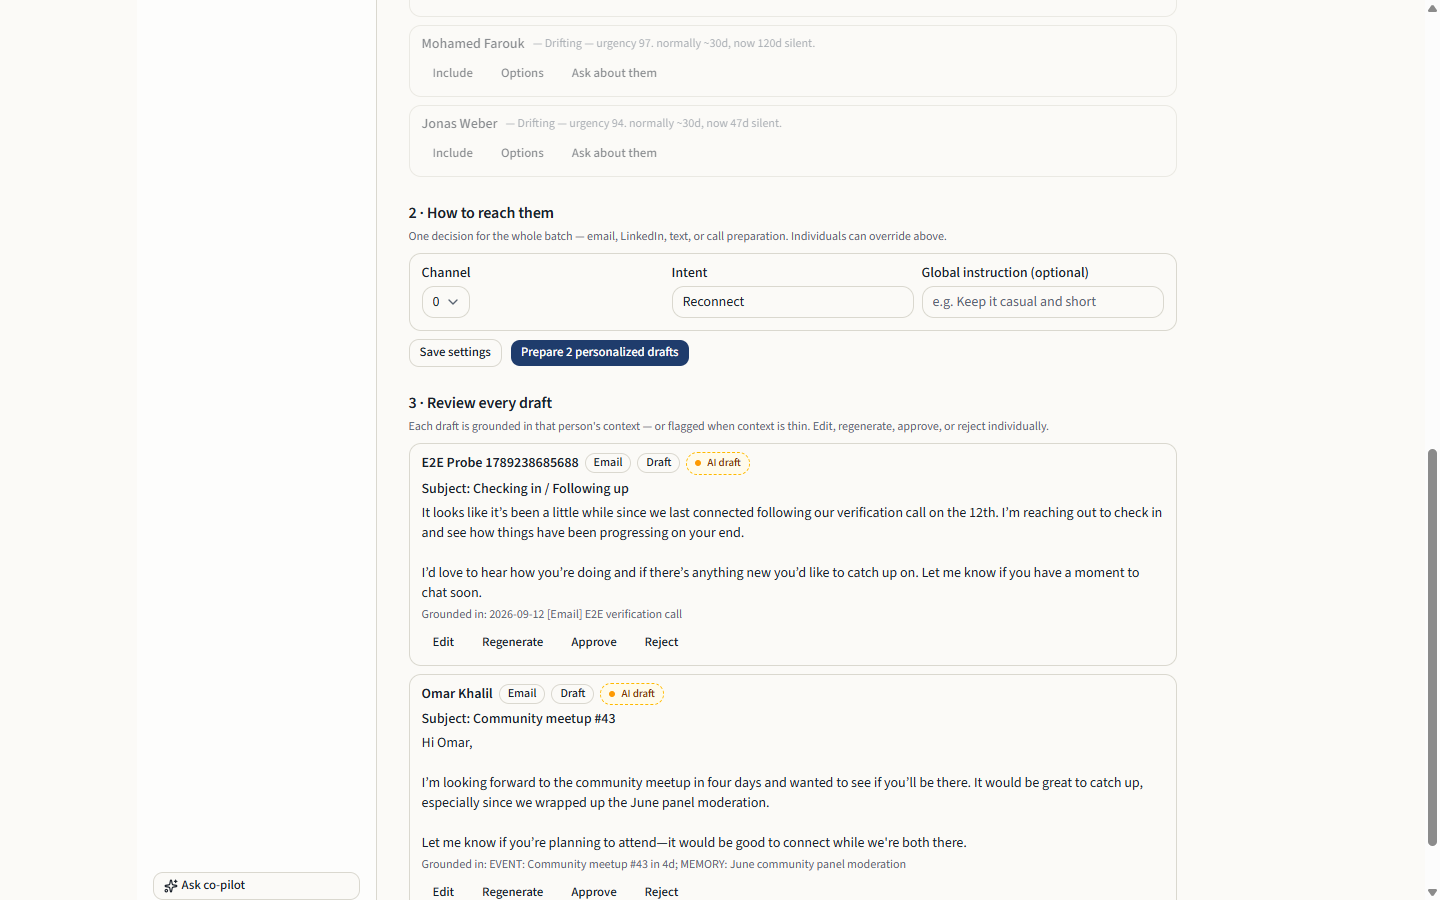 Mohamed Farouk — Drifting — urgency 97. normally ~30d, now 120d silent.
Include Options Ask about them
Jonas Weber — Drifting — urgency 94. normally ~30d, now 47d silent.
Include Options Ask about them
2 · How to reach them
One decision for the whole batch — email, LinkedIn, text, or call preparation. Individuals can override above.
Channel Intent Global instruction (optional)
0 Reconnect e.g. Keep it casual and short
Save settings Prepare 2 personalized drafts
3 · Review every draft
Each draft is grounded in that person's context — or flagged when context is thin. Edit, regenerate, approve, or reject individually.
E2E Probe 1789238685688 Email Draft AI draft
Subject: Checking in / Following up
It looks like it’s been a little while since we last connected following our verification call on the 12th. I’m reaching out to check in
and see how things have been progressing on your end.
I’d love to hear how you’re doing and if there’s anything new you’d like to catch up on. Let me know if you have a moment to
chat soon.
Grounded in: 2026-09-12 [Email] E2E verification call
Edit Regenerate Approve Reject
Omar Khalil Email Draft AI draft
Subject: Community meetup #43
Hi Omar,
I’m looking forward to the community meetup in four days and wanted to see if you’ll be there. It would be great to catch up,
especially since we wrapped up the June panel moderation.
Let me know if you’re planning to attend—it would be good to connect while we're both there.
Grounded in: EVENT: Community meetup #43 in 4d; MEMORY: June community panel moderation
Edit Regenerate Approve Reject
Ask co-pilot